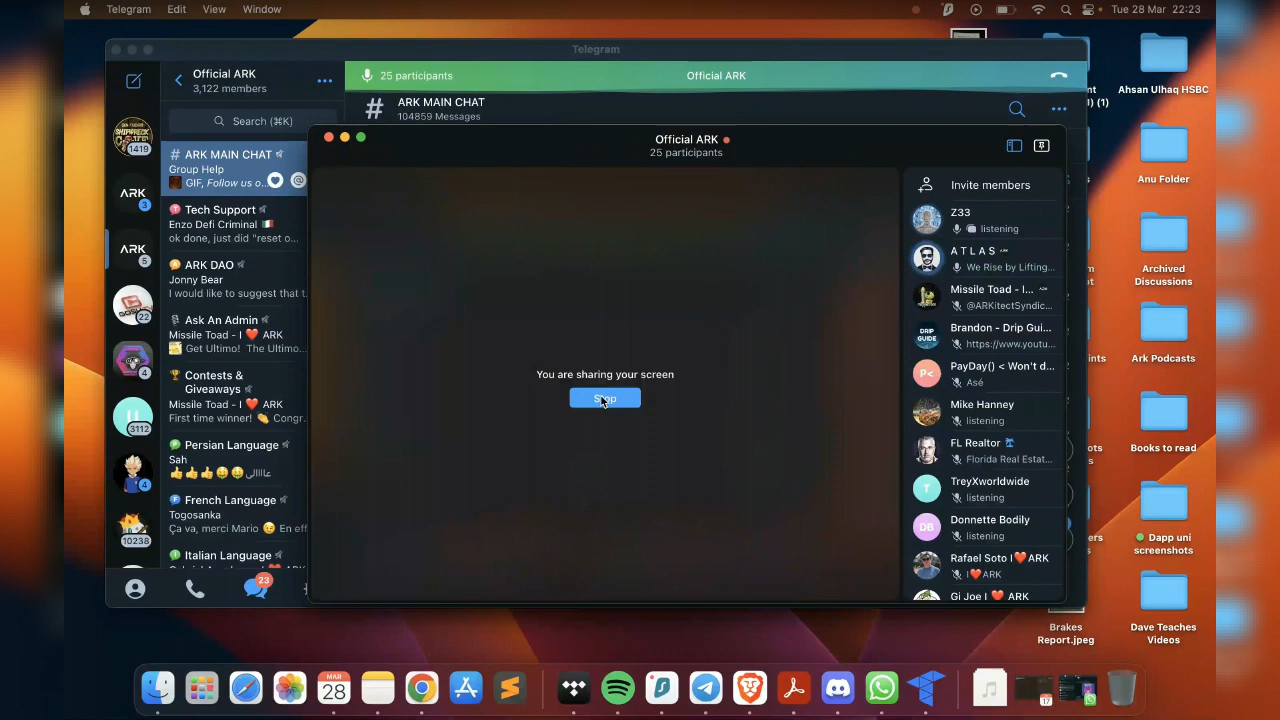 Telegram Edit View Window
Tue 28 Mar 22:23
Telegram
Official ARK
3,122 members
25 participants
Official ARK
ARK MAIN CHAT
104859 Messages
Search (⌘K)
1419
ARK
3
ARK
5
22
4
3112
4
10238
# ARK MAIN CHAT
Group Help
GIF, Follow us o...
@
Tech Support
Enzo Defi Criminal 🇮🇹
ok done, just did "reset o...
ARK DAO
Jonny Bear
I would like to suggest that t...
Ask An Admin
Missile Toad - I ❤️ ARK
Get Ultimo! The Ultimo...
Contests &
Giveaways
Missile Toad - I ❤️ ARK
First time winner! 👏 Congr...
Persian Language
Sah
👍👍👍🤑🤑
French Language
Togosanka
Ça va, merci Mario 😉 En eff
Italian Language
23
Official ARK
25 participants
You are sharing your screen
Stop
Invite members
Z33
listening
A T L A S
We Rise by Lifting...
Missile Toad - I...
@ARKitectSyndic...
DRIP
GUIDE
Brandon - Drip Gui...
https://www.youtu...
P<
PayDay() < Won't d...
Asé
Mike Hanney
listening
FL Realtor
Florida Real Estat...
T
TreyXworldwide
listening
DB
Donnette Bodily
listening
Rafael Soto I❤️ARK
I❤️ARK
Gi Joe I ❤️ ARK
(1)
Ahsan Ulhaq HSBC
Anu Folder
Archived
Discussions
Ark Podcasts
Books to read
Dapp uni
screenshots
Brakes
Report.jpeg
Dave Teaches
Videos
MAR
28
17